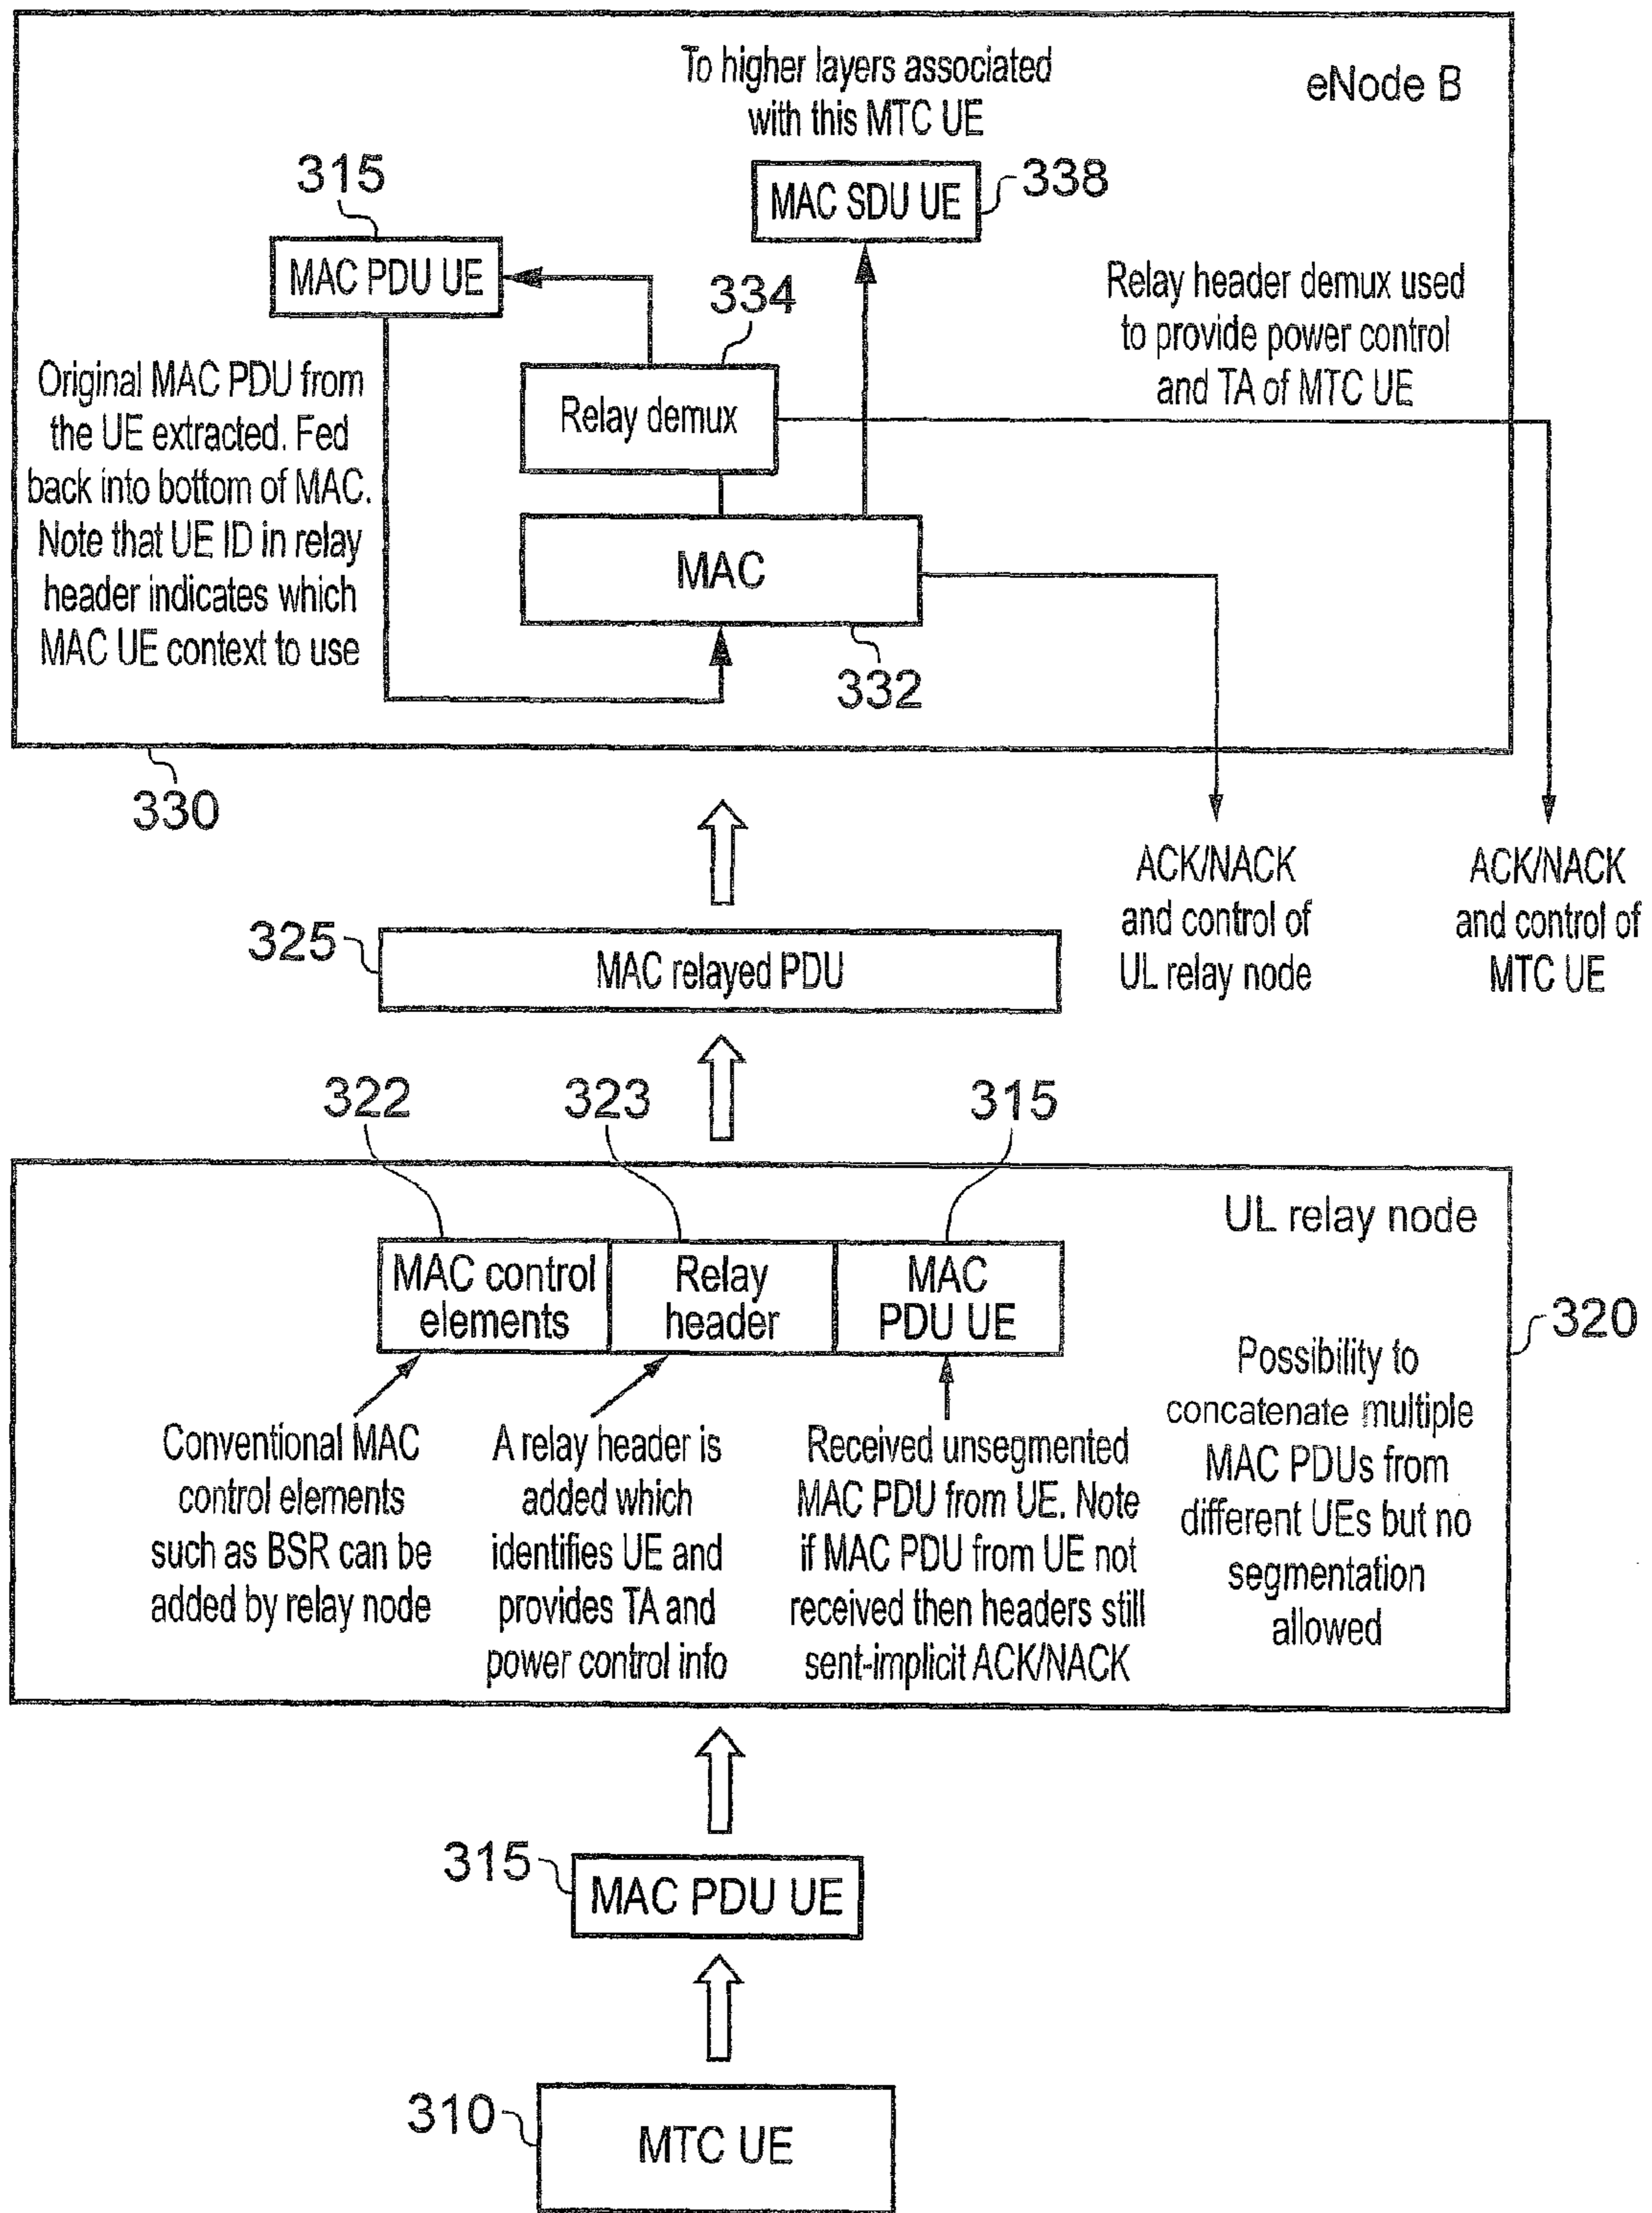 eNode B
To higher layers associated
with this MTC UE
315
MAC SDU UE
338
MAC PDU UE
334
Relay header demux used
to provide power control
and TA of MTC UE
Original MAC PDU from
the UE extracted. Fed
back into bottom of MAC.
Note that UE ID in relay
header indicates which
MAC UE context to use
Relay demux
MAC
332
330
ACK/NACK
and control of
UL relay node
ACK/NACK
and control of
MTC UE
325
MAC relayed PDU
322
323
315
UL relay node
MAC control
elements
Relay
header
MAC
PDU UE
320
Conventional MAC
control elements
such as BSR can be
added by relay node
A relay header is
added which
identifies UE and
provides TA and
power control info
Received unsegmented
MAC PDU from UE. Note
if MAC PDU from UE not
received then headers still
sent-implicit ACK/NACK
Possibility to
concatenate multiple
MAC PDUs from
different UEs but no
segmentation
allowed
315
MAC PDU UE
310
MTC UE